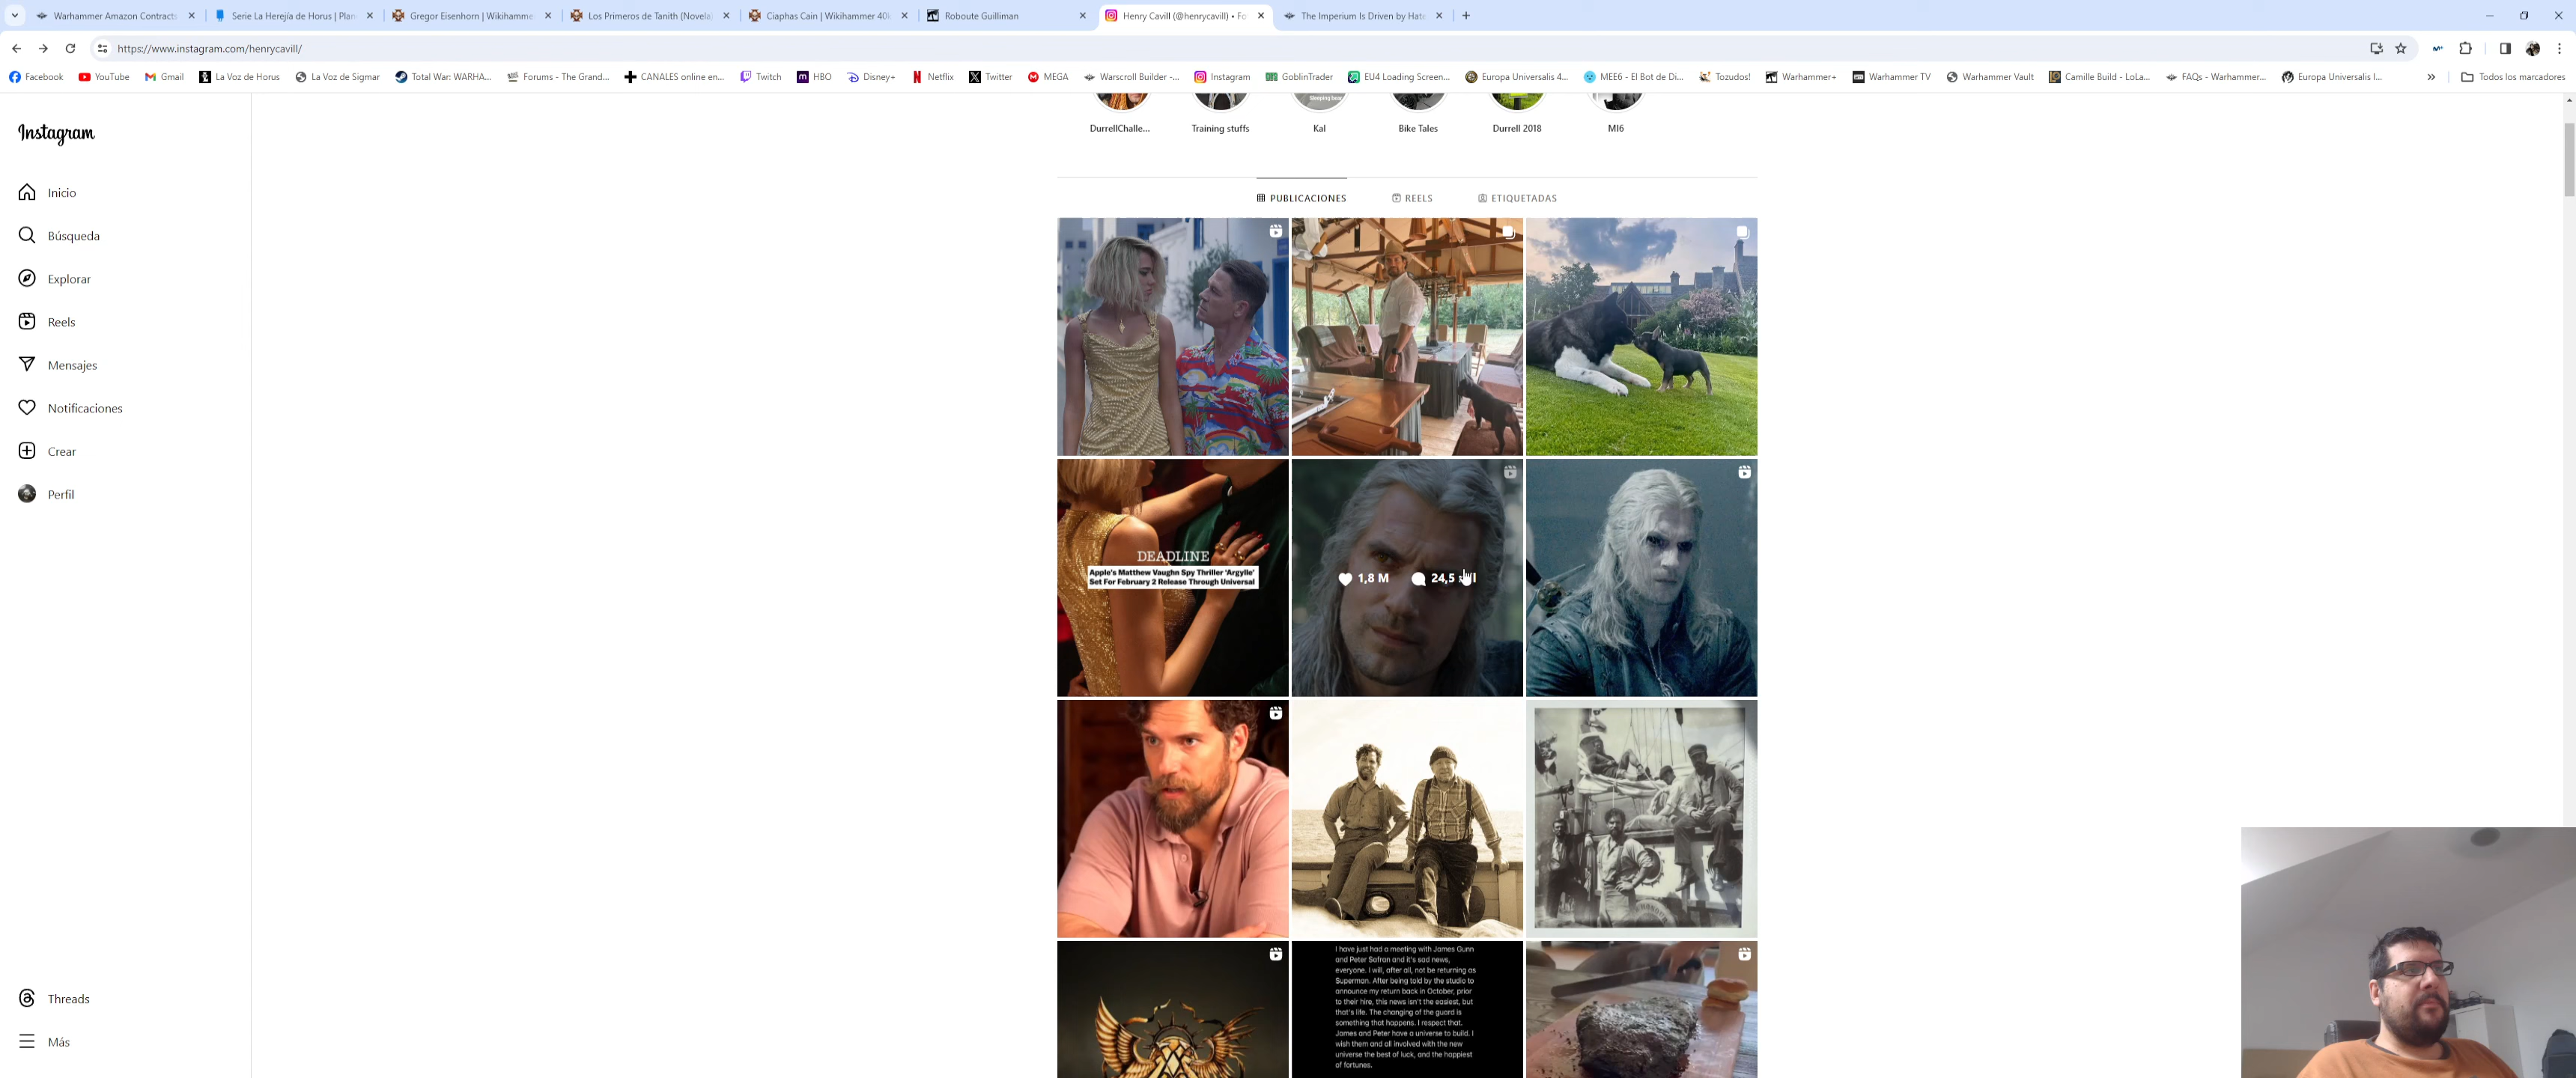 Warhammer Amazon Contracts
Serie La Herejía de Horus | Plan
Gregor Eisenhorn | Wikihamme
Los Primeros de Tanith (Novela)
Ciaphas Cain | Wikihammer 40k
Roboute Guilliman
Henry Cavill (@henrycavill) • Fo
The Imperium Is Driven by Hate
https://www.instagram.com/henrycavill/
Facebook YouTube Gmail La Voz de Horus La Voz de Sigmar Total War: WARHA... Forums - The Grand... CANALES online en... Twitch HBO Disney+ Netflix Twitter MEGA Warscroll Builder -... Instagram GoblinTrader EU4 Loading Screen... Europa Universalis 4... MEE6 - El Bot de Di... Tozudos! Warhammer+ Warhammer TV Warhammer Vault Camille Build - LoLa... FAQs - Warhammer... Europa Universalis I... » Todos los marcadores
Instagram
Inicio
Búsqueda
Explorar
Reels
Mensajes
Notificaciones
Crear
Perfil
Threads
Más
DurrellChalle... Training stuffs Kal Bike Tales Durrell 2018 MI6
PUBLICACIONES REELS ETIQUETADAS
DEADLINE
Apple's Matthew Vaughn Spy Thriller 'Argylle'
Set For February 2 Release Through Universal
1,8 M 24,5
I have just had a meeting with James Gunn
and Peter Safran and it's sad news,
everyone. I will, after all, not be returning as
Superman. After being told by the studio to
announce my return back in October, prior
to their hire, this news isn't the easiest, but
that's life. The changing of the guard is
something that happens. I respect that.
James and Peter have a universe to build. I
wish them and all involved with the new
universe the best of luck, and the happiest
of fortunes.